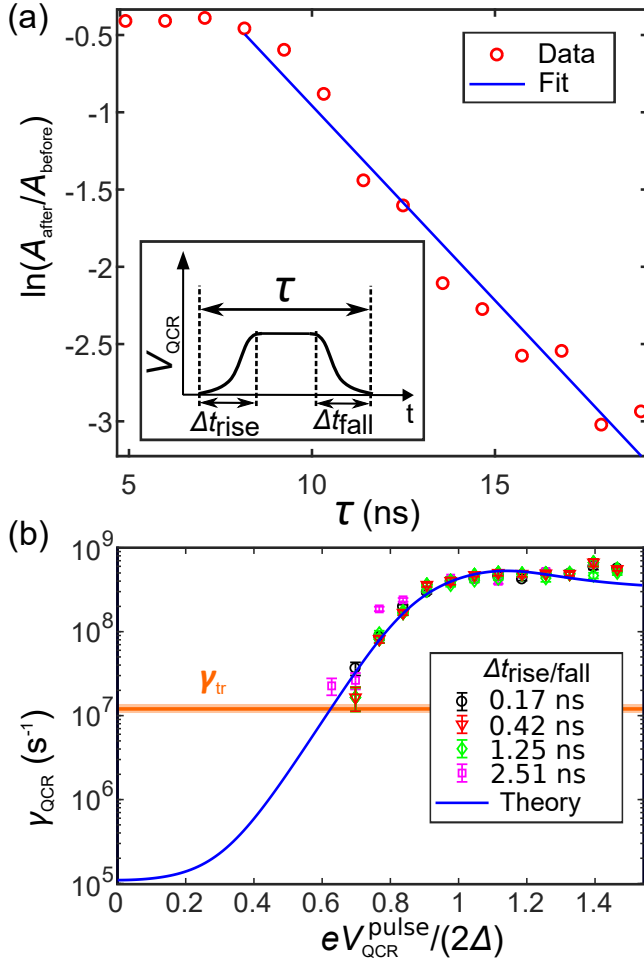 (a)
-0.5
-1
-1.5
-2
-2.5
-3
ln(A_after/A_before)
Data
Fit
V_QCR
τ
Δt_rise
Δt_fall
t
5
10
15
τ (ns)
(b)
10^9
10^8
10^7
10^6
10^5
γ_QCR (s^-1)
γ_tr
Δt_rise/fall
0.17 ns
0.42 ns
1.25 ns
2.51 ns
Theory
0 0.2 0.4 0.6 0.8 1 1.2 1.4
eV_QCR^pulse/(2Δ)